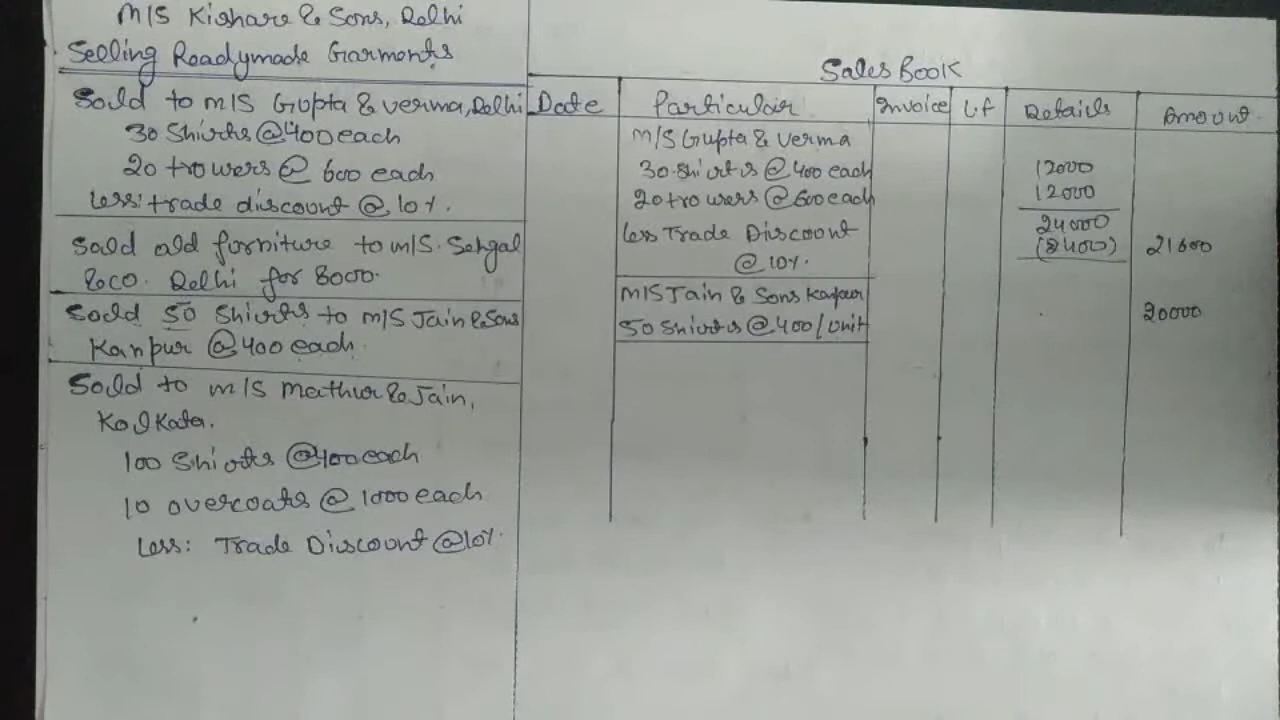 M/S Kishare & Sons, Delhi
Selling Readymade Garments
Sold to M/S Gupta & Verma, Delhi
30 Shirts @400 each
20 trowers @ 600 each
less: trade discount @ 10%.
Sold old forniture to M/S. Sehgal
& co. Delhi for 8000.
Sold 50 Shirts to M/S Jain & Sons
Kanpur @400 each.
Sold to M/S Mathur & Jain,
Kolkata.
100 Shirts @400 each
10 overcoats @ 1000 each
Less: Trade Discount @10%.
Sales Book
Date Particular Invoice L.f Details Amount
M/S Gupta & Verma
30 Shirts @ 400 each 12000
20 trowers @ 600 each 12000
24000
less Trade Discount (2400) 21600
@ 10%.
M/S Jain & Sons Kanpur
50 Shirts @ 400/Unit 20000